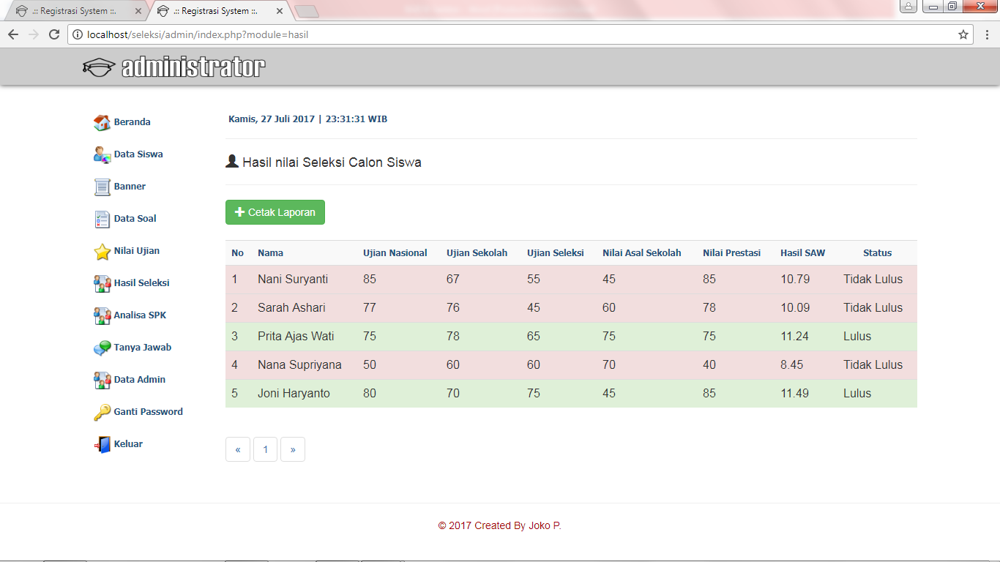 .:: Registrasi System ::.
.:: Registrasi System ::.
localhost/seleksi/admin/index.php?module=hasil
administrator
Beranda
Data Siswa
Banner
Data Soal
Nilai Ujian
Hasil Seleksi
Analisa SPK
Tanya Jawab
Data Admin
Ganti Password
Keluar
Kamis, 27 Juli 2017 | 23:31:31 WIB
Hasil nilai Seleksi Calon Siswa
Cetak Laporan
No Nama Ujian Nasional Ujian Sekolah Ujian Seleksi Nilai Asal Sekolah Nilai Prestasi Hasil SAW Status
1 Nani Suryanti 85 67 55 45 85 10.79 Tidak Lulus
2 Sarah Ashari 77 76 45 60 78 10.09 Tidak Lulus
3 Prita Ajas Wati 75 78 65 75 75 11.24 Lulus
4 Nana Supriyana 50 60 60 70 40 8.45 Tidak Lulus
5 Joni Haryanto 80 70 75 45 85 11.49 Lulus
« 1 »
© 2017 Created By Joko P.